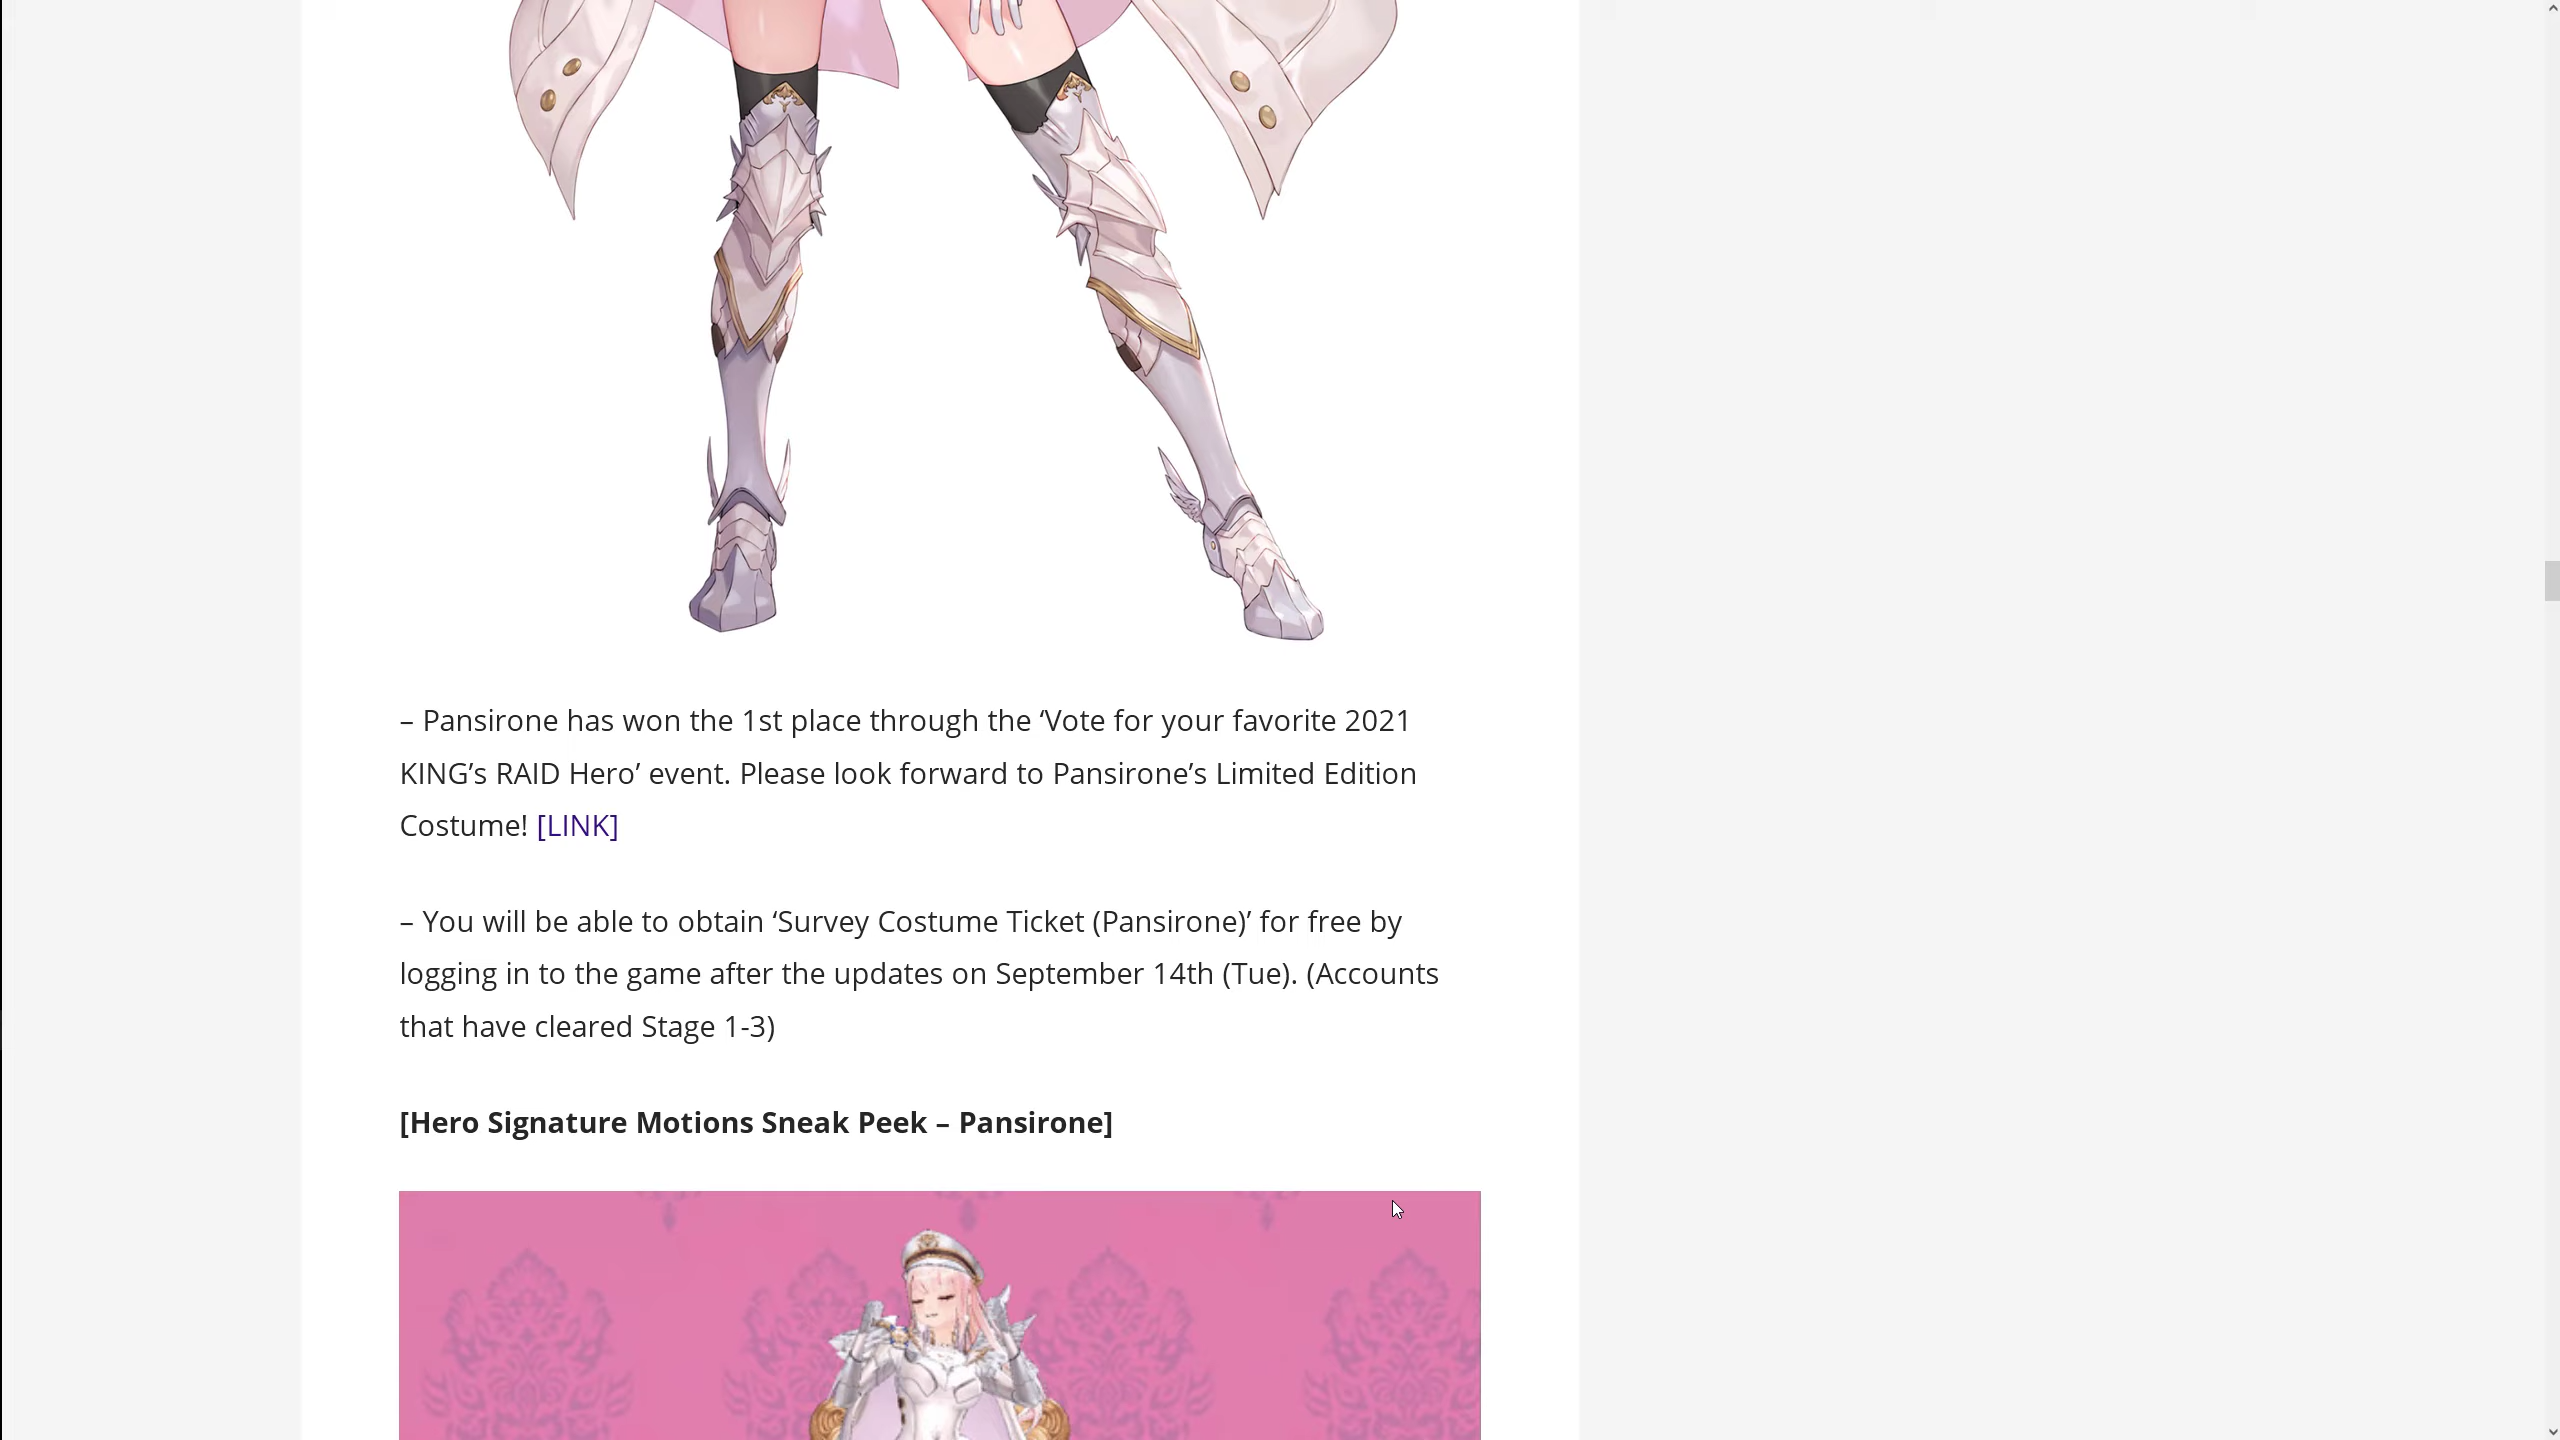 – Pansirone has won the 1st place through the ‘Vote for your favorite 2021
KING’s RAID Hero’ event. Please look forward to Pansirone’s Limited Edition
Costume! [LINK]
– You will be able to obtain ‘Survey Costume Ticket (Pansirone)’ for free by
logging in to the game after the updates on September 14th (Tue). (Accounts
that have cleared Stage 1-3)
[Hero Signature Motions Sneak Peek – Pansirone]